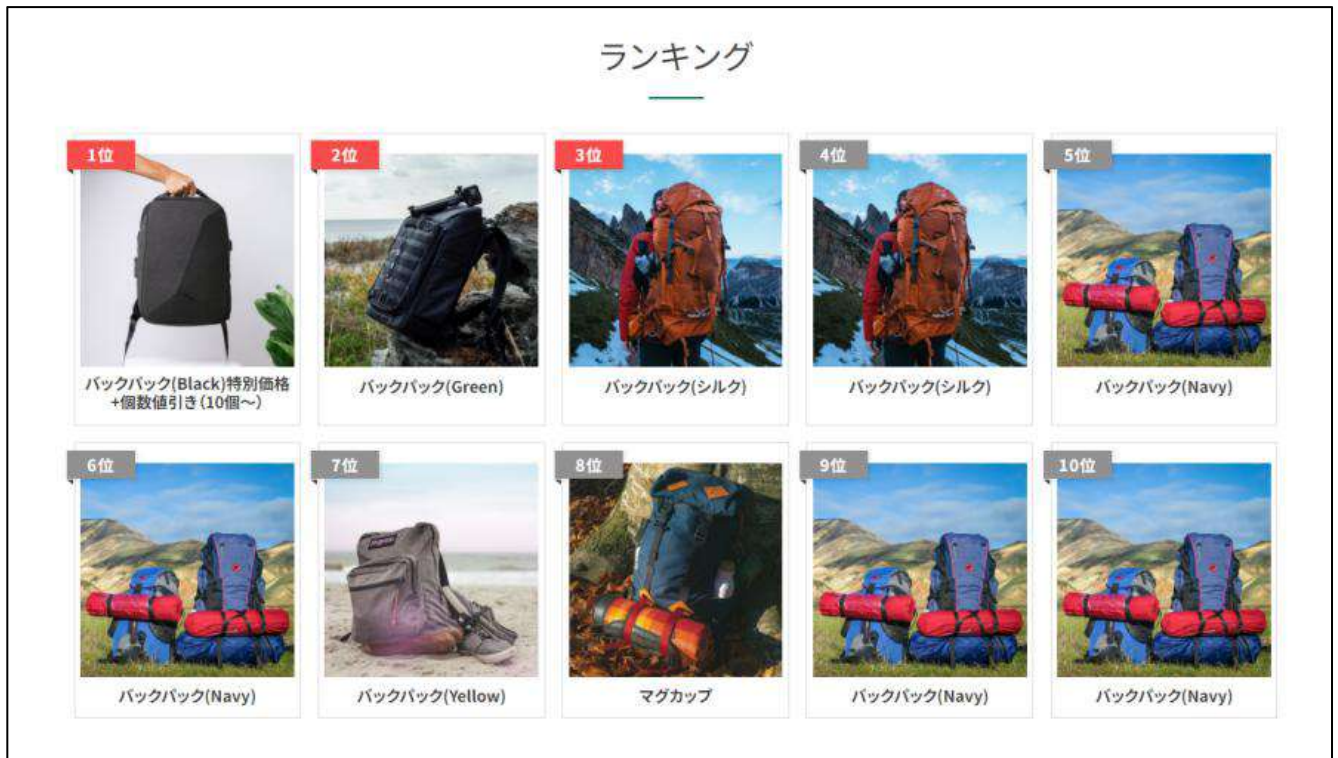 ランキング
1位
2位
3位
4位
5位
バックパック(Black)特別価格
+個数値引き(10個～)
バックパック(Green)
バックパック(シルク)
バックパック(シルク)
バックパック(Navy)
6位
7位
8位
9位
10位
バックパック(Navy)
バックパック(Yellow)
マグカップ
バックパック(Navy)
バックパック(Navy)